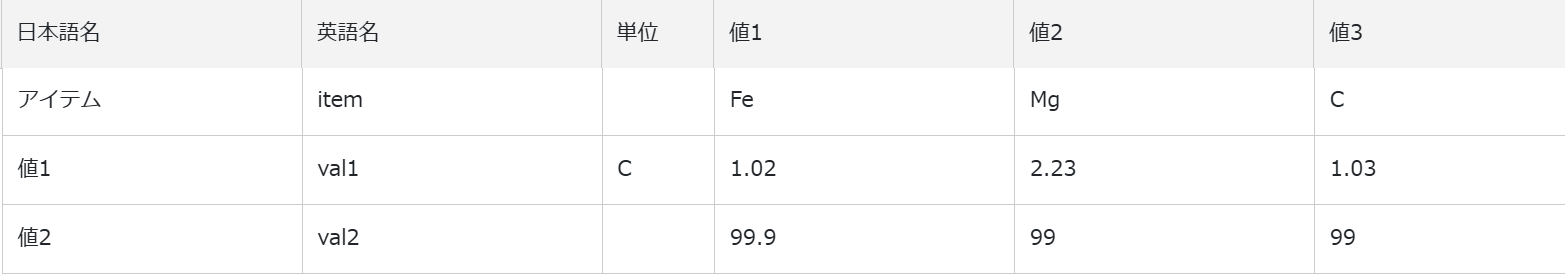 日本語名 英語名 単位 値1 値2 値3
アイテム item Fe Mg C
値1 val1 C 1.02 2.23 1.03
値2 val2 99.9 99 99